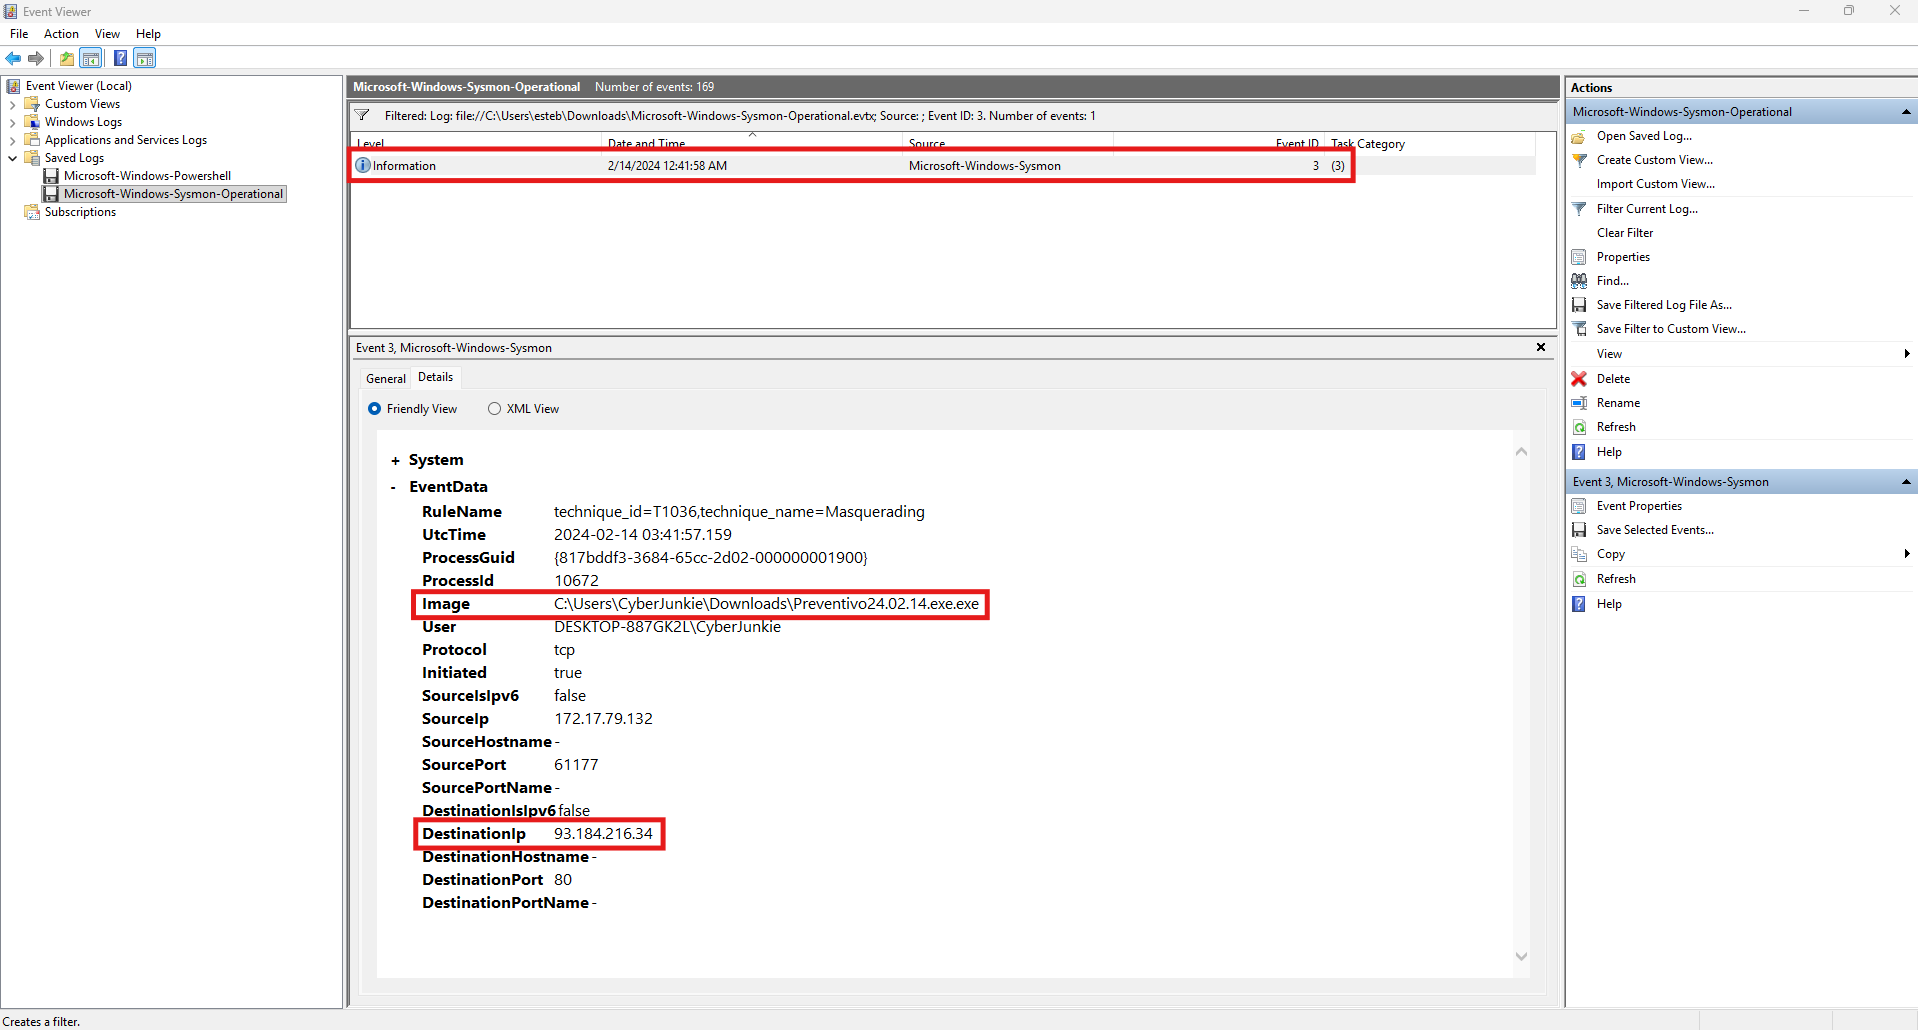 Event Viewer
File Action View Help
Event Viewer (Local)
Custom Views
Windows Logs
Applications and Services Logs
Saved Logs
Microsoft-Windows-Powershell
Microsoft-Windows-Sysmon-Operational
Subscriptions
Microsoft-Windows-Sysmon-Operational Number of events: 169
Filtered: Log: file://C:\Users\esteb\Downloads\Microsoft-Windows-Sysmon-Operational.evtx; Source: ; Event ID: 3. Number of events: 1
Level Date and Time Source Event ID Task Category
Information 2/14/2024 12:41:58 AM Microsoft-Windows-Sysmon 3 (3)
Event 3, Microsoft-Windows-Sysmon
General Details
Friendly View XML View
+ System
- EventData
RuleName technique_id=T1036,technique_name=Masquerading
UtcTime 2024-02-14 03:41:57.159
ProcessGuid {817bddf3-3684-65cc-2d02-000000001900}
ProcessId 10672
Image C:\Users\CyberJunkie\Downloads\Preventivo24.02.14.exe.exe
User DESKTOP-887GK2L\CyberJunkie
Protocol tcp
Initiated true
SourceIsIpv6 false
SourceIp 172.17.79.132
SourceHostname -
SourcePort 61177
SourcePortName -
DestinationIsIpv6 false
DestinationIp 93.184.216.34
DestinationHostname -
DestinationPort 80
DestinationPortName -
Actions
Microsoft-Windows-Sysmon-Operational
Open Saved Log...
Create Custom View...
Import Custom View...
Filter Current Log...
Clear Filter
Properties
Find...
Save Filtered Log File As...
Save Filter to Custom View...
View
Delete
Rename
Refresh
Help
Event 3, Microsoft-Windows-Sysmon
Event Properties
Save Selected Events...
Copy
Refresh
Help
Creates a filter.